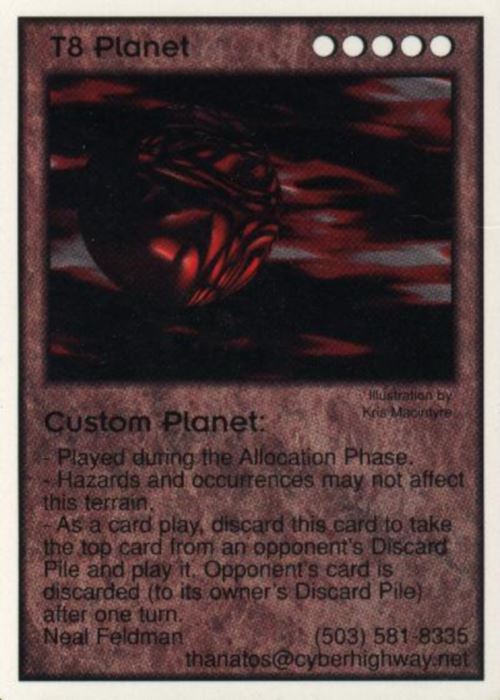 T8 Planet
Illustration by
Kris Macintyre
Custom Planet:
- Played during the Allocation Phase.
- Hazards and occurrences may not affect
this terrain.
- As a card play, discard this card to take
the top card from an opponent's Discard
Pile and play it. Opponent's card is
discarded (to its owner's Discard Pile)
after one turn.
Neal Feldman (503) 581-8335
thanatos@cyberhighway.net